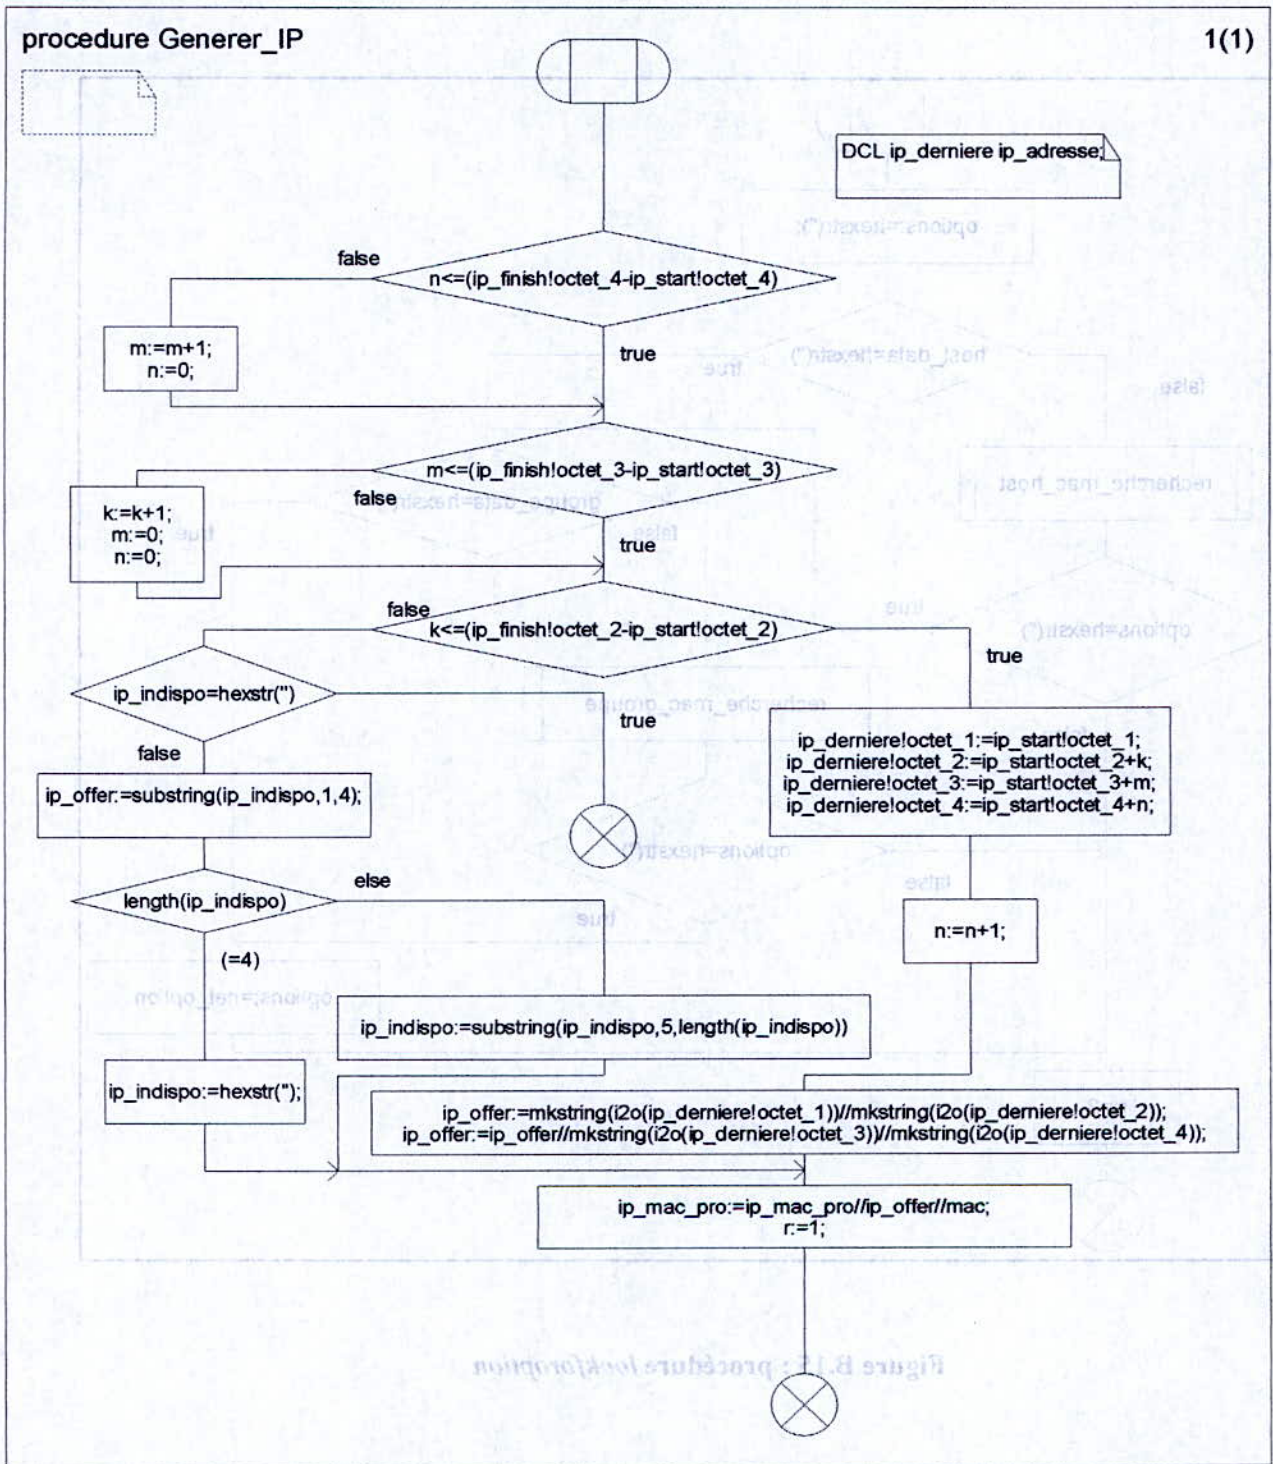 procedure Generer_IP
1(1)
DCL ip_derniere ip_adresse;
false
n<=(ip_finish!octet_4-ip_start!octet_4)
true
m:=m+1;
n:=0;
m<=(ip_finish!octet_3-ip_start!octet_3)
false
k:=k+1;
m:=0;
n:=0;
true
false
k<=(ip_finish!octet_2-ip_start!octet_2)
true
ip_indispo=hexstr('')
true
false
ip_derniere!octet_1:=ip_start!octet_1;
ip_derniere!octet_2:=ip_start!octet_2+k;
ip_derniere!octet_3:=ip_start!octet_3+m;
ip_derniere!octet_4:=ip_start!octet_4+n;
ip_offer:=substring(ip_indispo,1,4);
else
length(ip_indispo)
n:=n+1;
(=4)
ip_indispo:=substring(ip_indispo,5,length(ip_indispo))
ip_indispo:=hexstr('');
ip_offer:=mkstring(i2o(ip_derniere!octet_1))//mkstring(i2o(ip_derniere!octet_2));
ip_offer:=ip_offer//mkstring(i2o(ip_derniere!octet_3))//mkstring(i2o(ip_derniere!octet_4));
ip_mac_pro:=ip_mac_pro//ip_offer//mac;
r:=1;